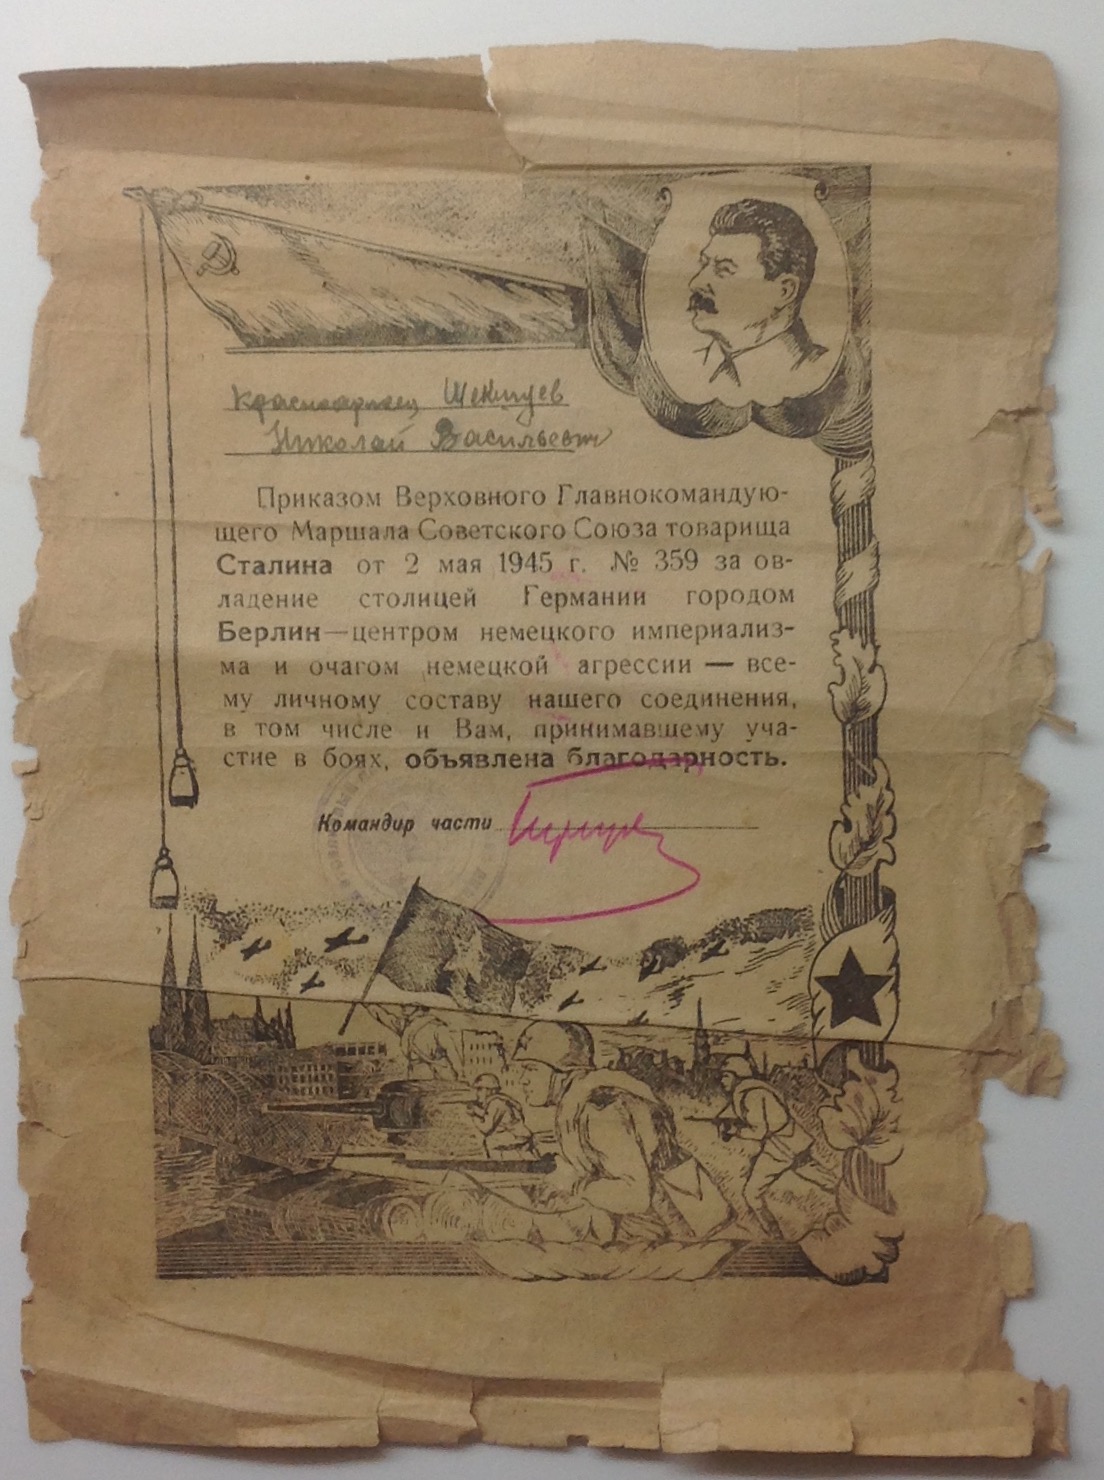 красноармеец Щекацев
Николай Васильевич
Приказом Верховного Главнокомандую-
щего Маршала Советского Союза товарища
Сталина от 2 мая 1945 г. № 359 за ов-
ладение столицей Германии городом
Берлин—центром немецкого империализ-
ма и очагом немецкой агрессии — все-
му личному составу нашего соединения,
в том числе и Вам, принимавшему уча-
стие в боях, объявлена благодарность.
Командир части